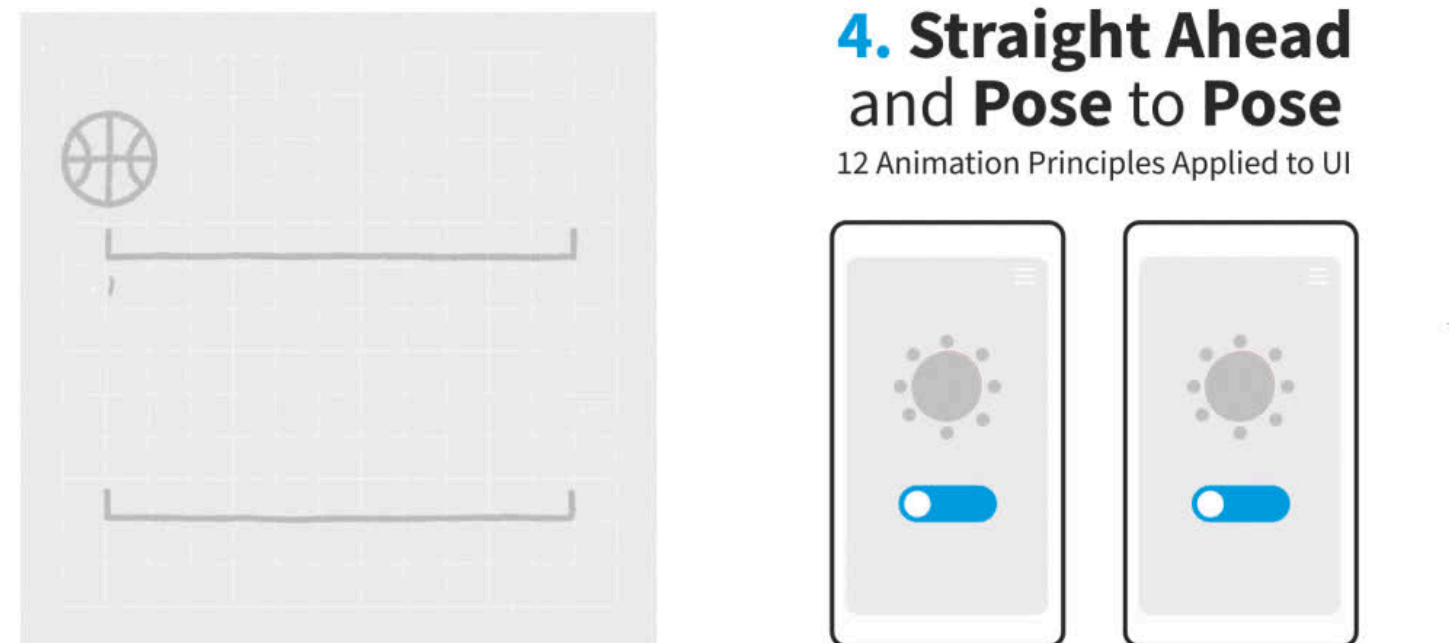 4. Straight Ahead
and Pose to Pose
12 Animation Principles Applied to UI